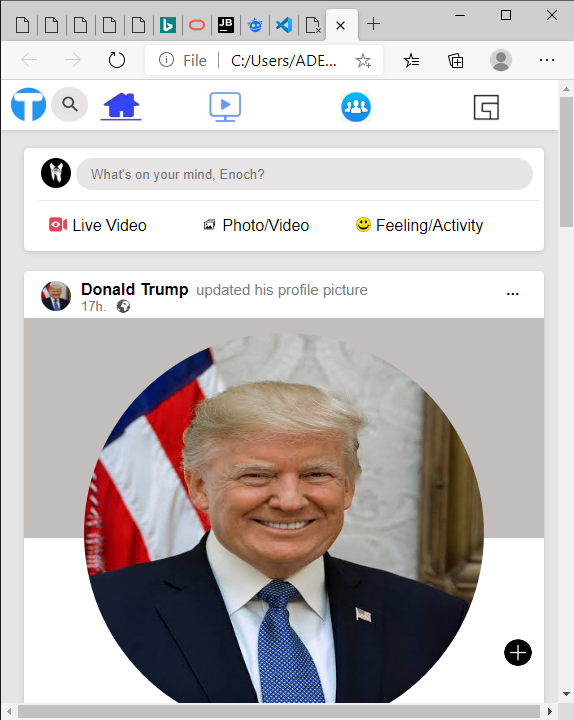 JB
File C:/Users/ADE...
What's on your mind, Enoch?
Live Video Photo/Video Feeling/Activity
Donald Trump updated his profile picture
17h.